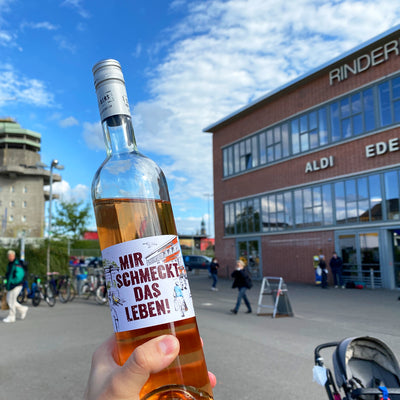 RINDER
ALDI EDE
MIR
SCHMECKT
DAS
LEBEN!